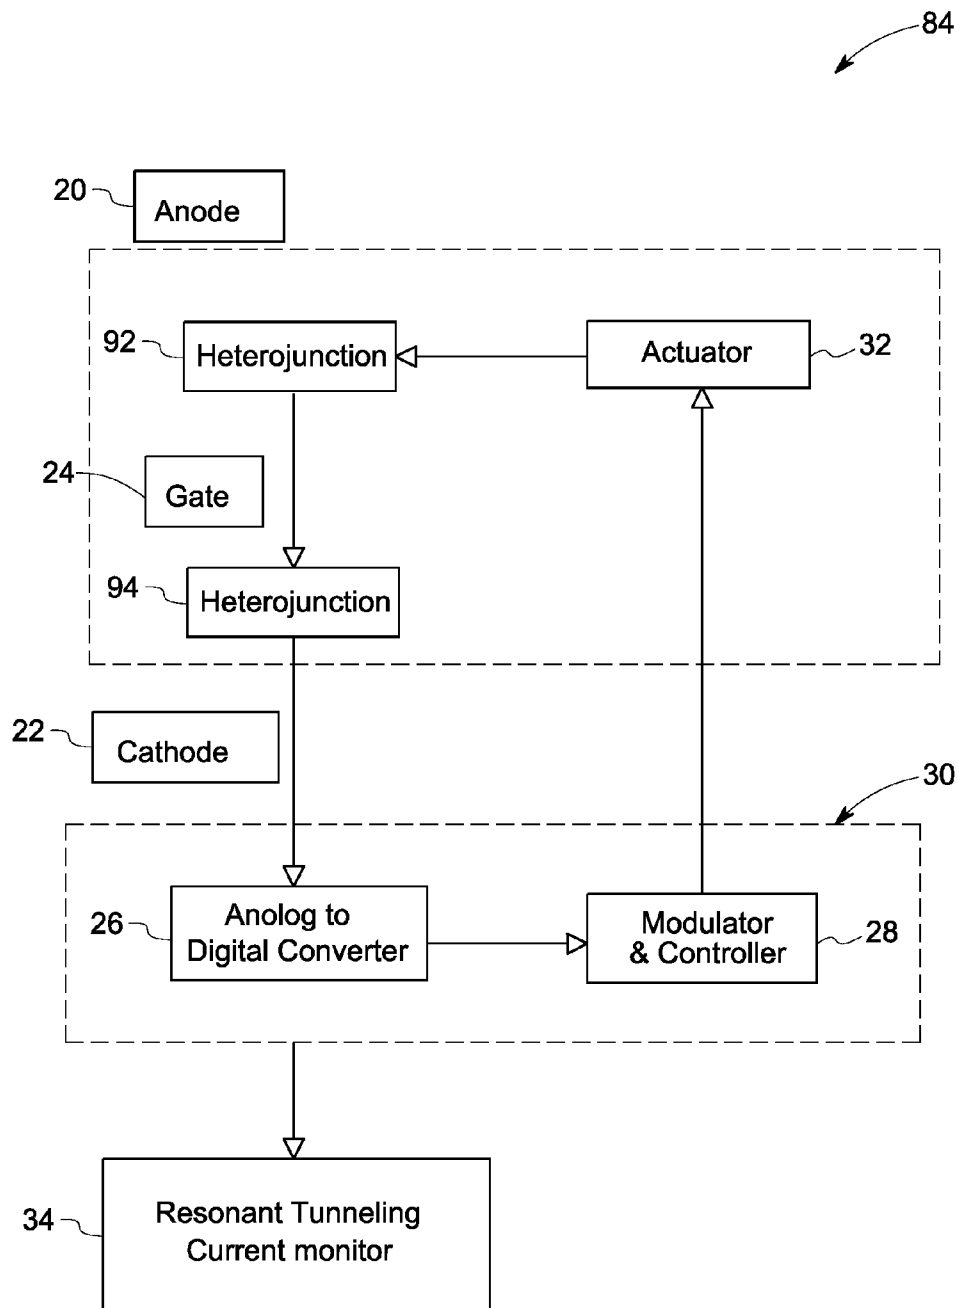 84
20
Anode
92
Heterojunction
Actuator
32
24
Gate
94
Heterojunction
22
Cathode
30
26
Anolog to
Digital Converter
Modulator
& Controller
28
34
Resonant Tunneling
Current monitor